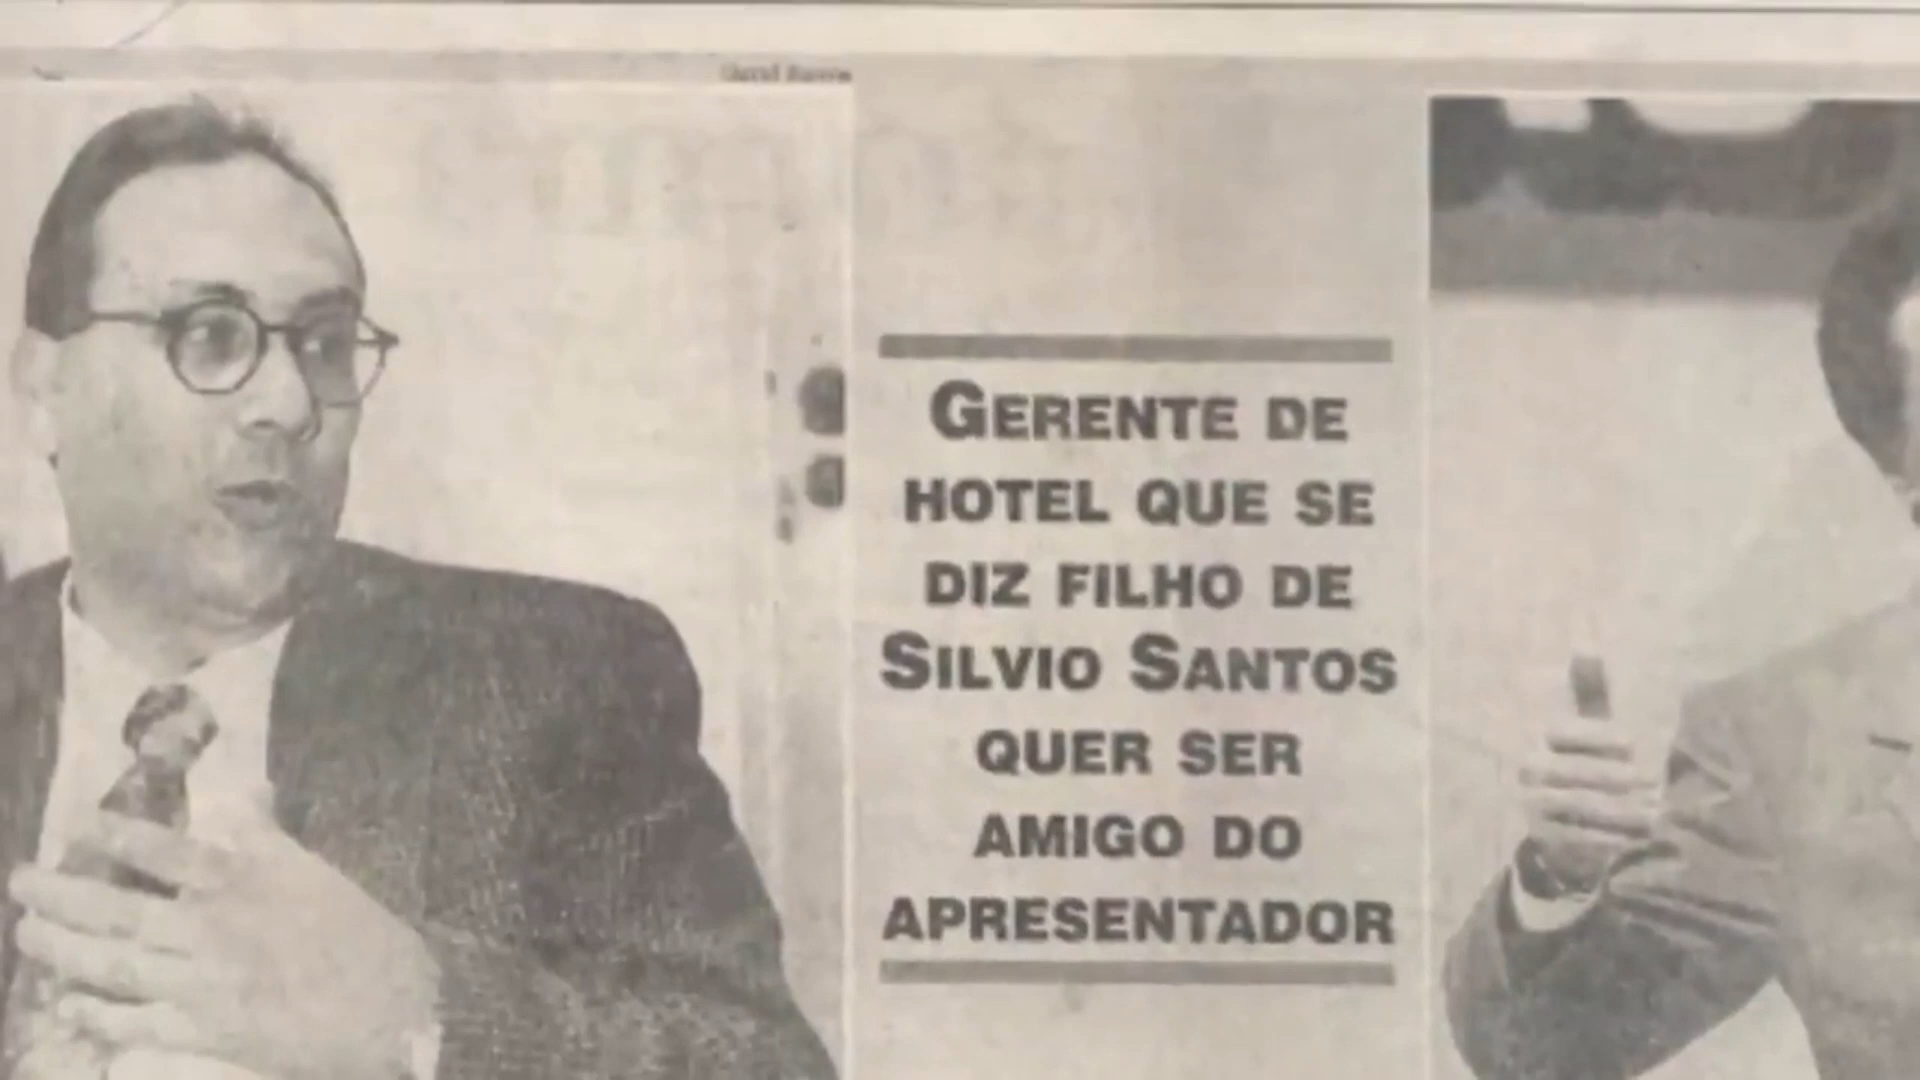 GERENTE DE
HOTEL QUE SE
DIZ FILHO DE
SILVIO SANTOS
QUER SER
AMIGO DO
APRESENTADOR